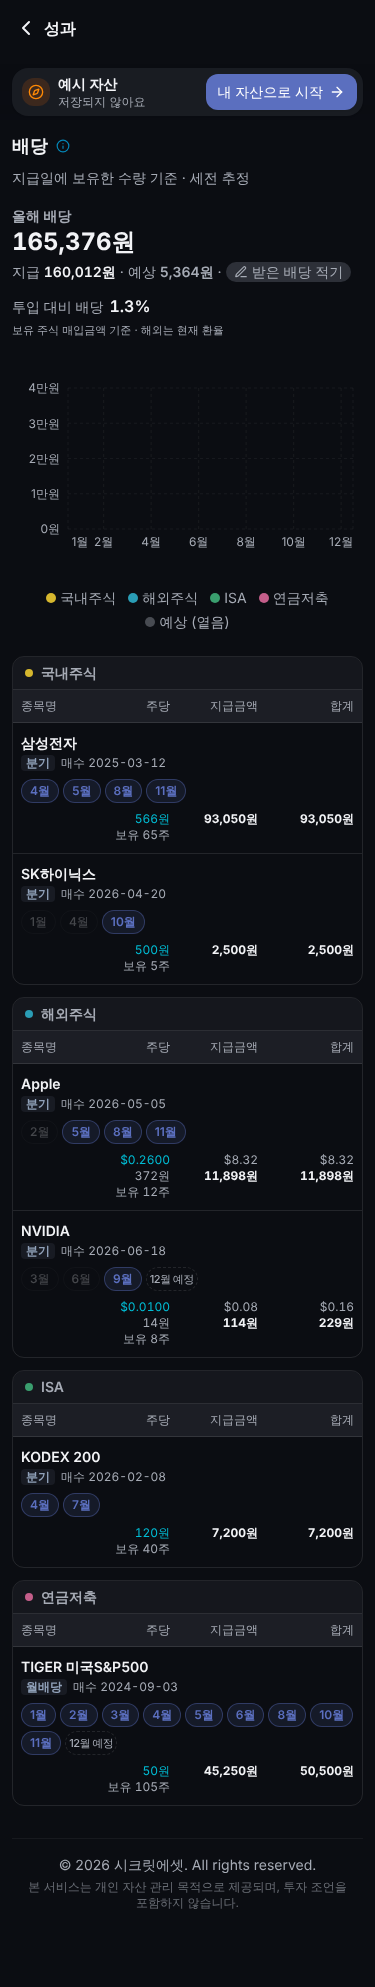 성과
예시 자산
저장되지 않아요
내 자산으로 시작
배당
지급일에 보유한 수량 기준 · 세전 추정
올해 배당
165,376원
지급 160,012원 · 예상 5,364원 · 받은 배당 적기
투입 대비 배당 1.3%
보유 주식 매입금액 기준 · 해외는 현재 환율
4만원
3만원
2만원
1만원
0원
1월 2월 4월 6월 8월 10월 12월
국내주식 해외주식 ISA 연금저축
예상 (옅음)
국내주식
종목명 주당 지급금액 합계
삼성전자
분기 매수 2025-03-12
4월 5월 8월 11월
566원 93,050원 93,050원
보유 65주
SK하이닉스
분기 매수 2026-04-20
1월 4월 10월
500원 2,500원 2,500원
보유 5주
해외주식
종목명 주당 지급금액 합계
Apple
분기 매수 2026-05-05
2월 5월 8월 11월
$0.2600 $8.32 $8.32
372원 11,898원 11,898원
보유 12주
NVIDIA
분기 매수 2026-06-18
3월 6월 9월 12월 예정
$0.0100 $0.08 $0.16
14원 114원 229원
보유 8주
ISA
종목명 주당 지급금액 합계
KODEX 200
분기 매수 2026-02-08
4월 7월
120원 7,200원 7,200원
보유 40주
연금저축
종목명 주당 지급금액 합계
TIGER 미국S&P500
월배당 매수 2024-09-03
1월 2월 3월 4월 5월 6월 8월 10월
11월 12월 예정
50원 45,250원 50,500원
보유 105주
© 2026 시크릿에셋. All rights reserved.
본 서비스는 개인 자산 관리 목적으로 제공되며, 투자 조언을
포함하지 않습니다.